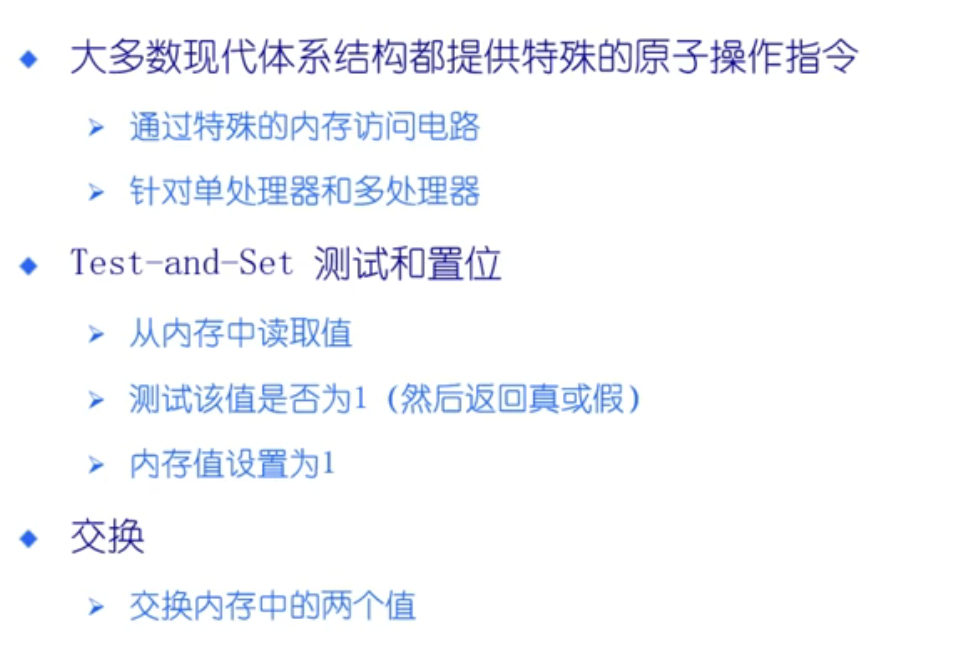 大多数现代体系结构都提供特殊的原子操作指令
通过特殊的内存访问电路
针对单处理器和多处理器
Test-and-Set 测试和置位
从内存中读取值
测试该值是否为1（然后返回真或假）
内存值设置为1
交换
交换内存中的两个值